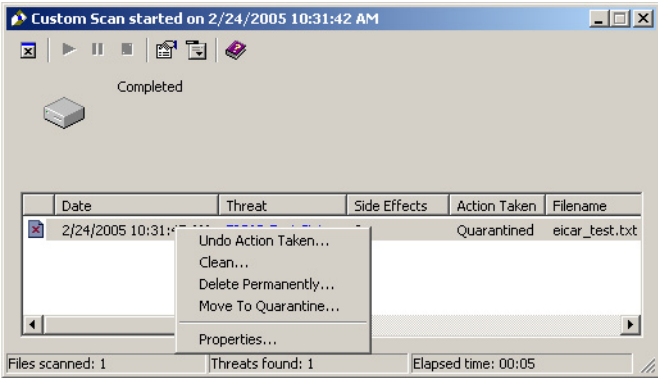 Custom Scan started on 2/24/2005 10:31:42 AM
Completed
Date Threat Side Effects Action Taken Filename
2/24/2005 Quarantined eicar_test.txt
Undo Action Taken...
Clean...
Delete Permanently...
Move To Quarantine...
Properties...
Files scanned: 1 Threats found: 1 Elapsed time: 00:05